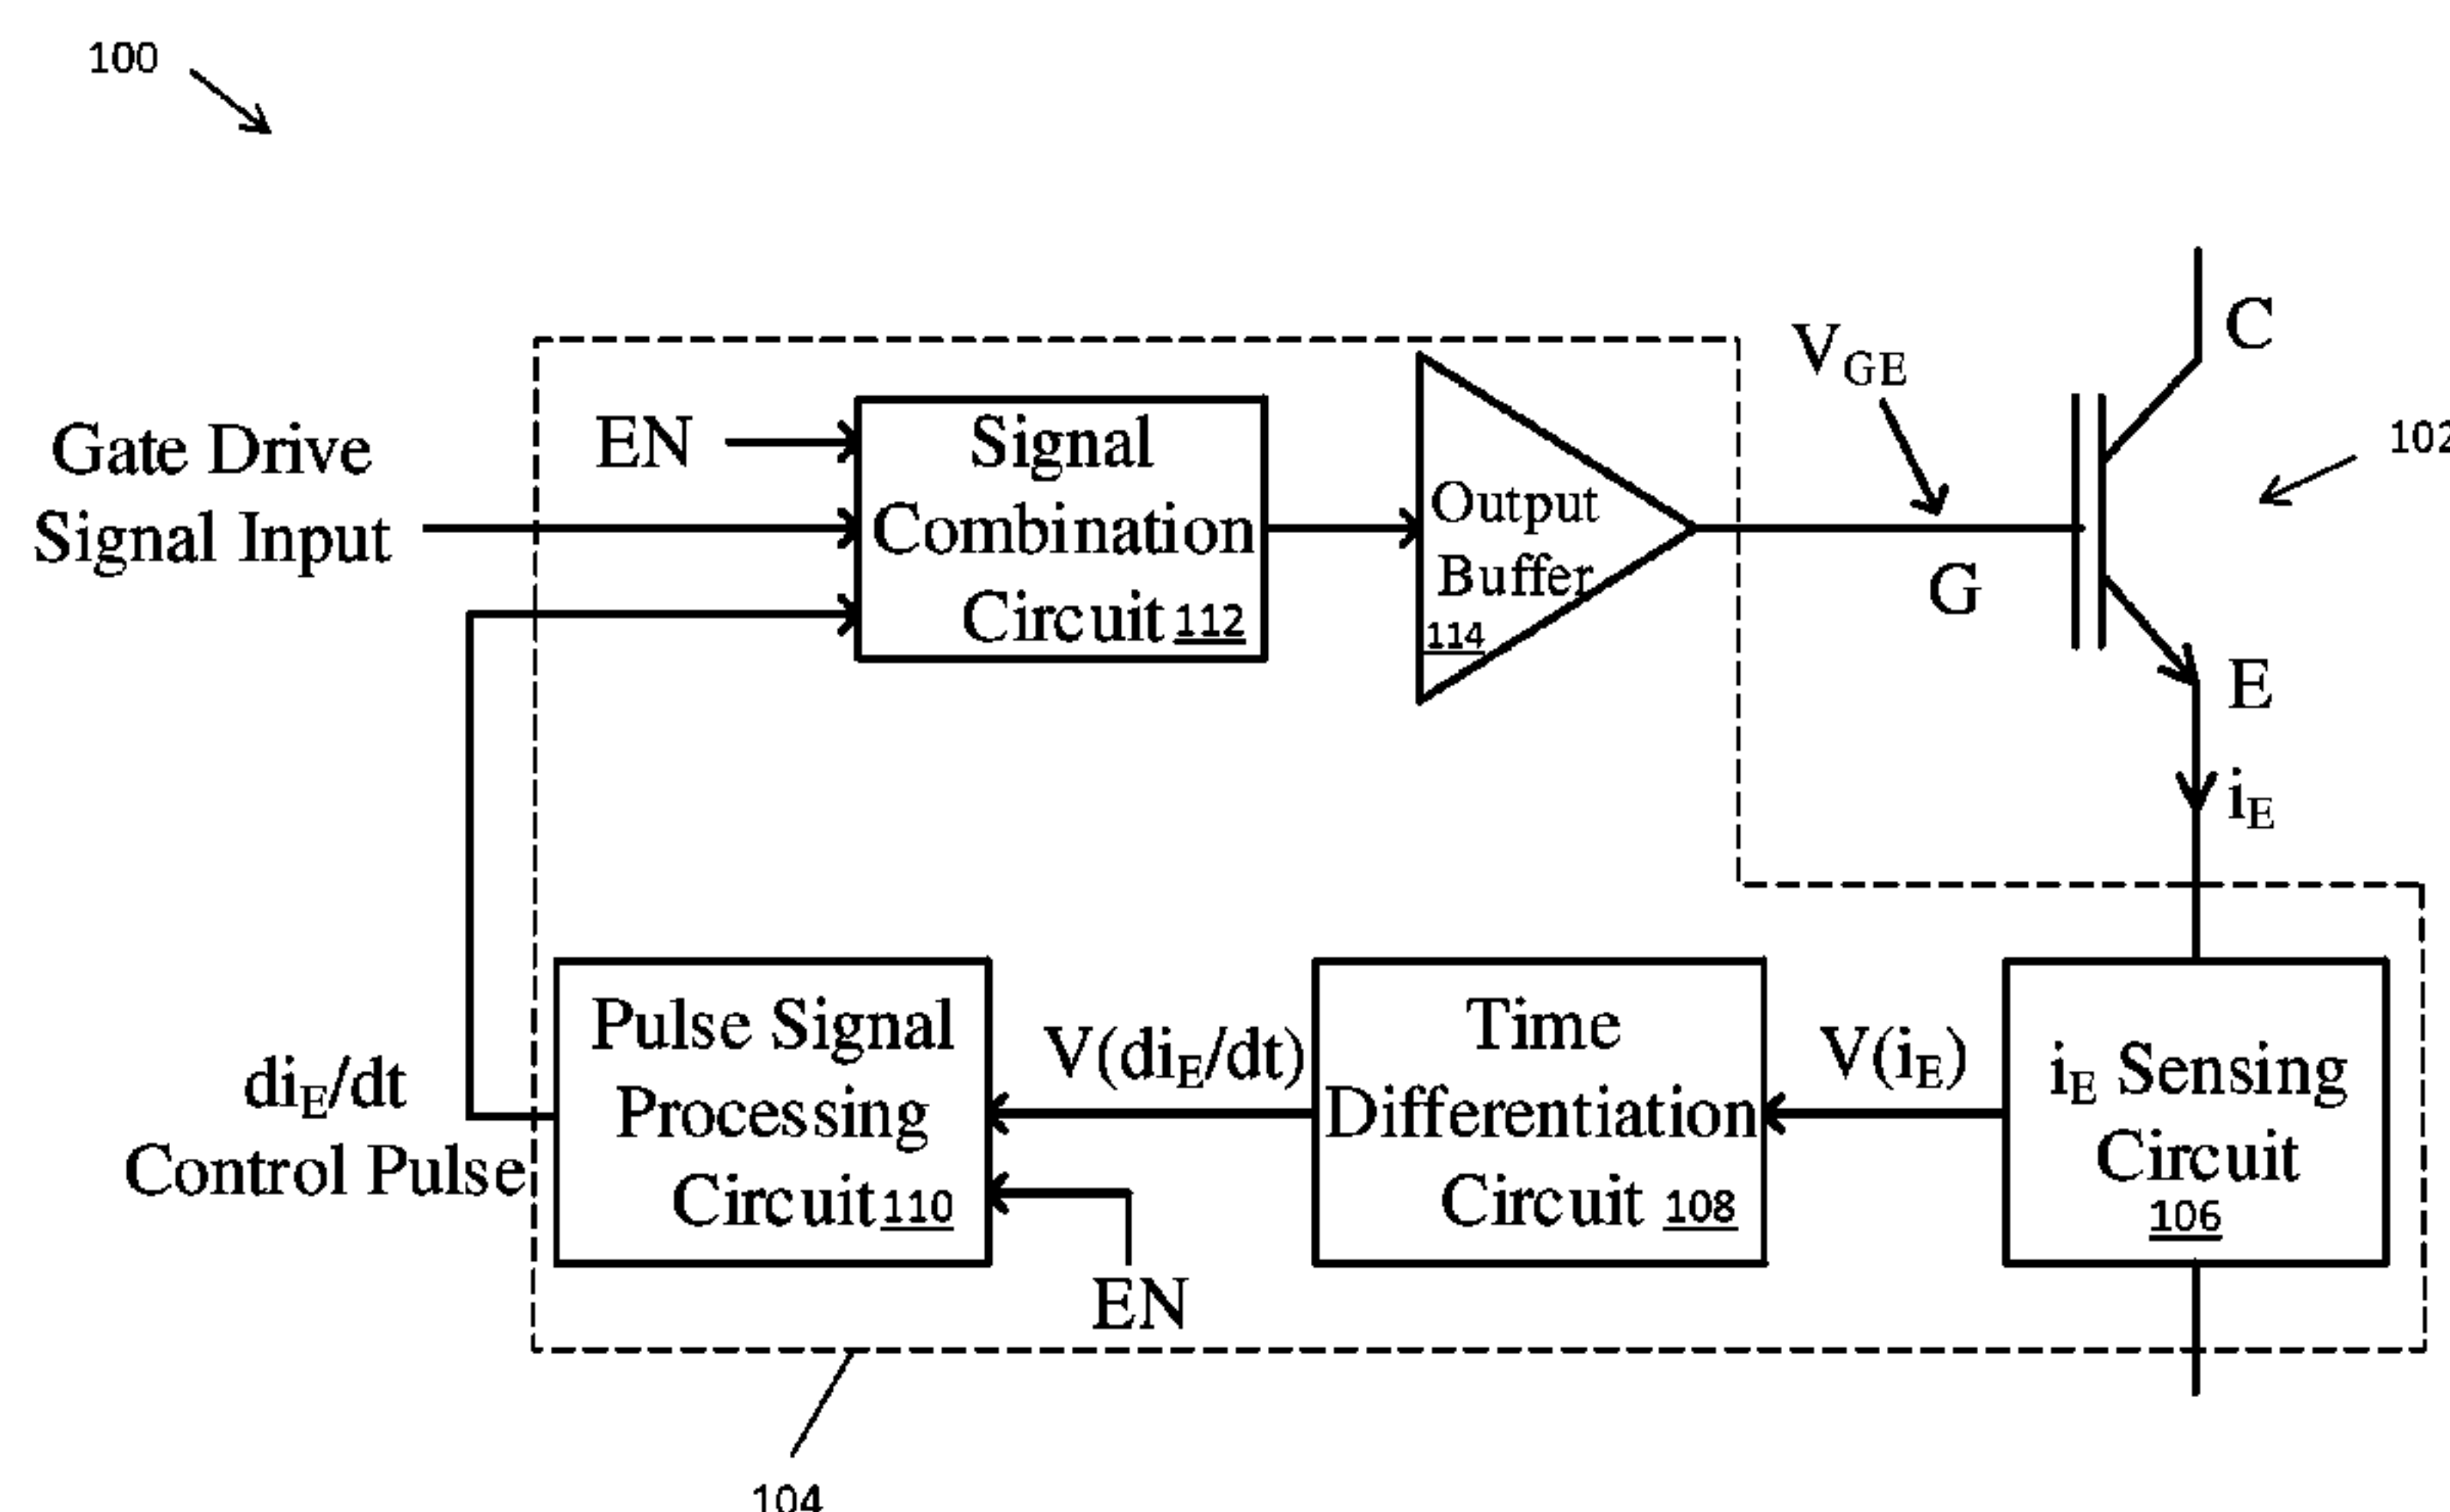 100
Gate Drive
Signal Input
EN
Signal
Combination
Circuit 112
Output
Buffer
114
V_GE
G
C
102
E
i_E
di_E/dt
Control Pulse
Pulse Signal
Processing
Circuit 110
V(di_E/dt)
EN
Time
Differentiation
Circuit 108
V(i_E)
i_E Sensing
Circuit
106
104